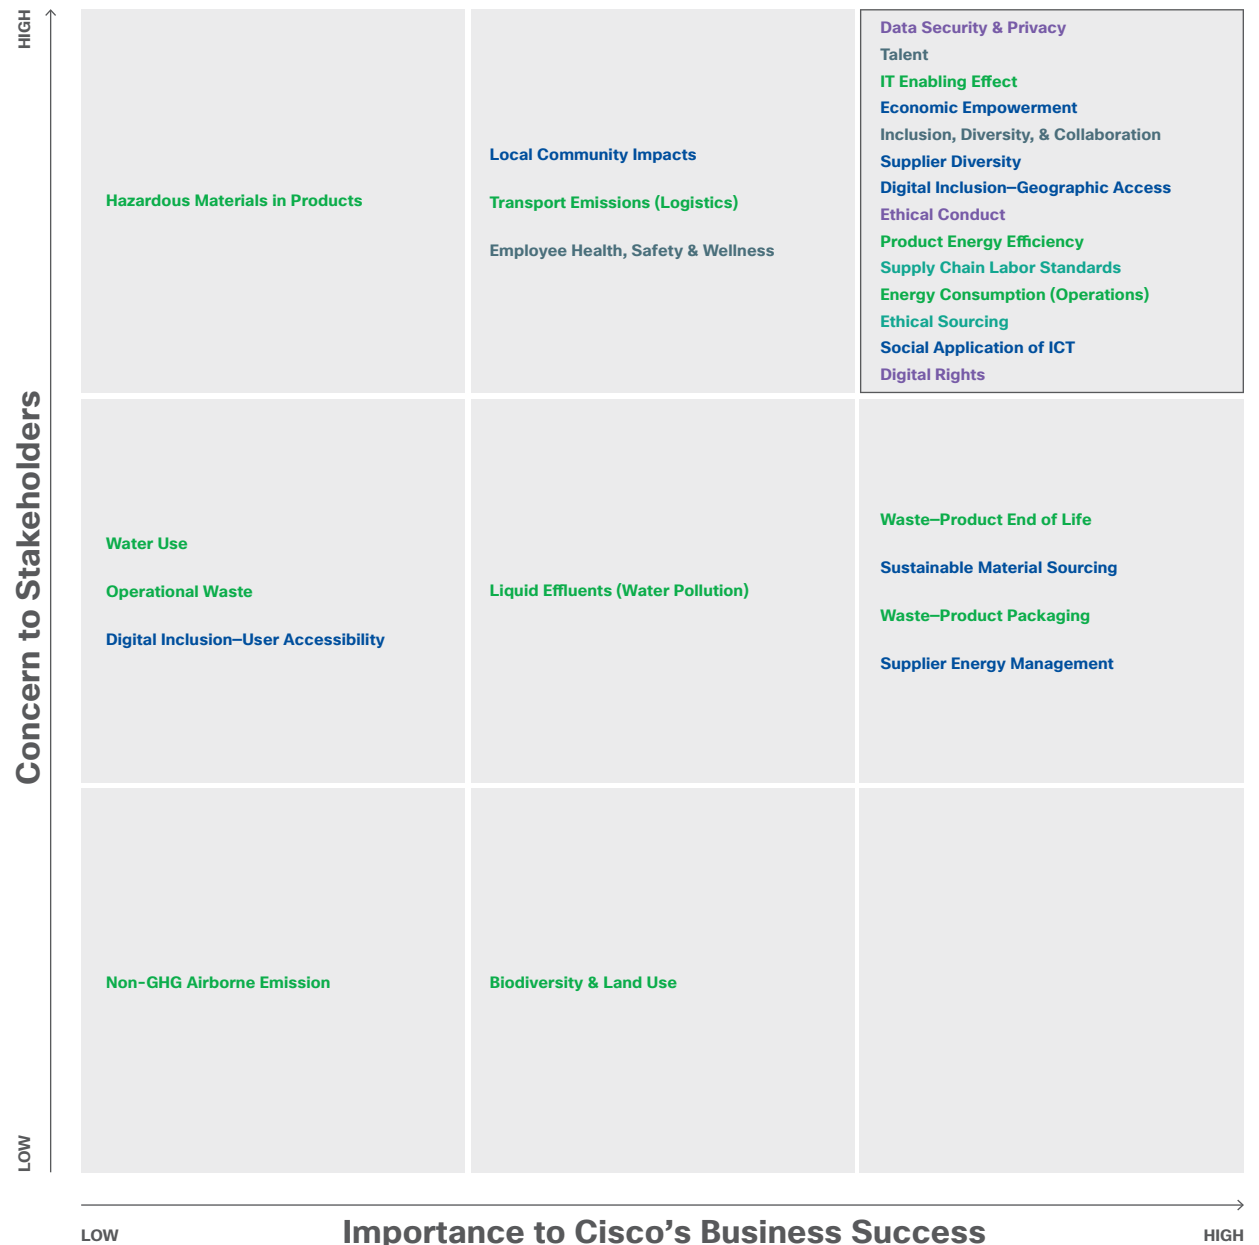 HIGH
Concern to Stakeholders
LOW
Hazardous Materials in Products
Local Community Impacts
Transport Emissions (Logistics)
Employee Health, Safety & Wellness
Data Security & Privacy
Talent
IT Enabling Effect
Economic Empowerment
Inclusion, Diversity, & Collaboration
Supplier Diversity
Digital Inclusion—Geographic Access
Ethical Conduct
Product Energy Efficiency
Supply Chain Labor Standards
Energy Consumption (Operations)
Ethical Sourcing
Social Application of ICT
Digital Rights
Water Use
Operational Waste
Digital Inclusion—User Accessibility
Liquid Effluents (Water Pollution)
Waste—Product End of Life
Sustainable Material Sourcing
Waste—Product Packaging
Supplier Energy Management
Non-GHG Airborne Emission
Biodiversity & Land Use
LOW
Importance to Cisco's Business Success
HIGH